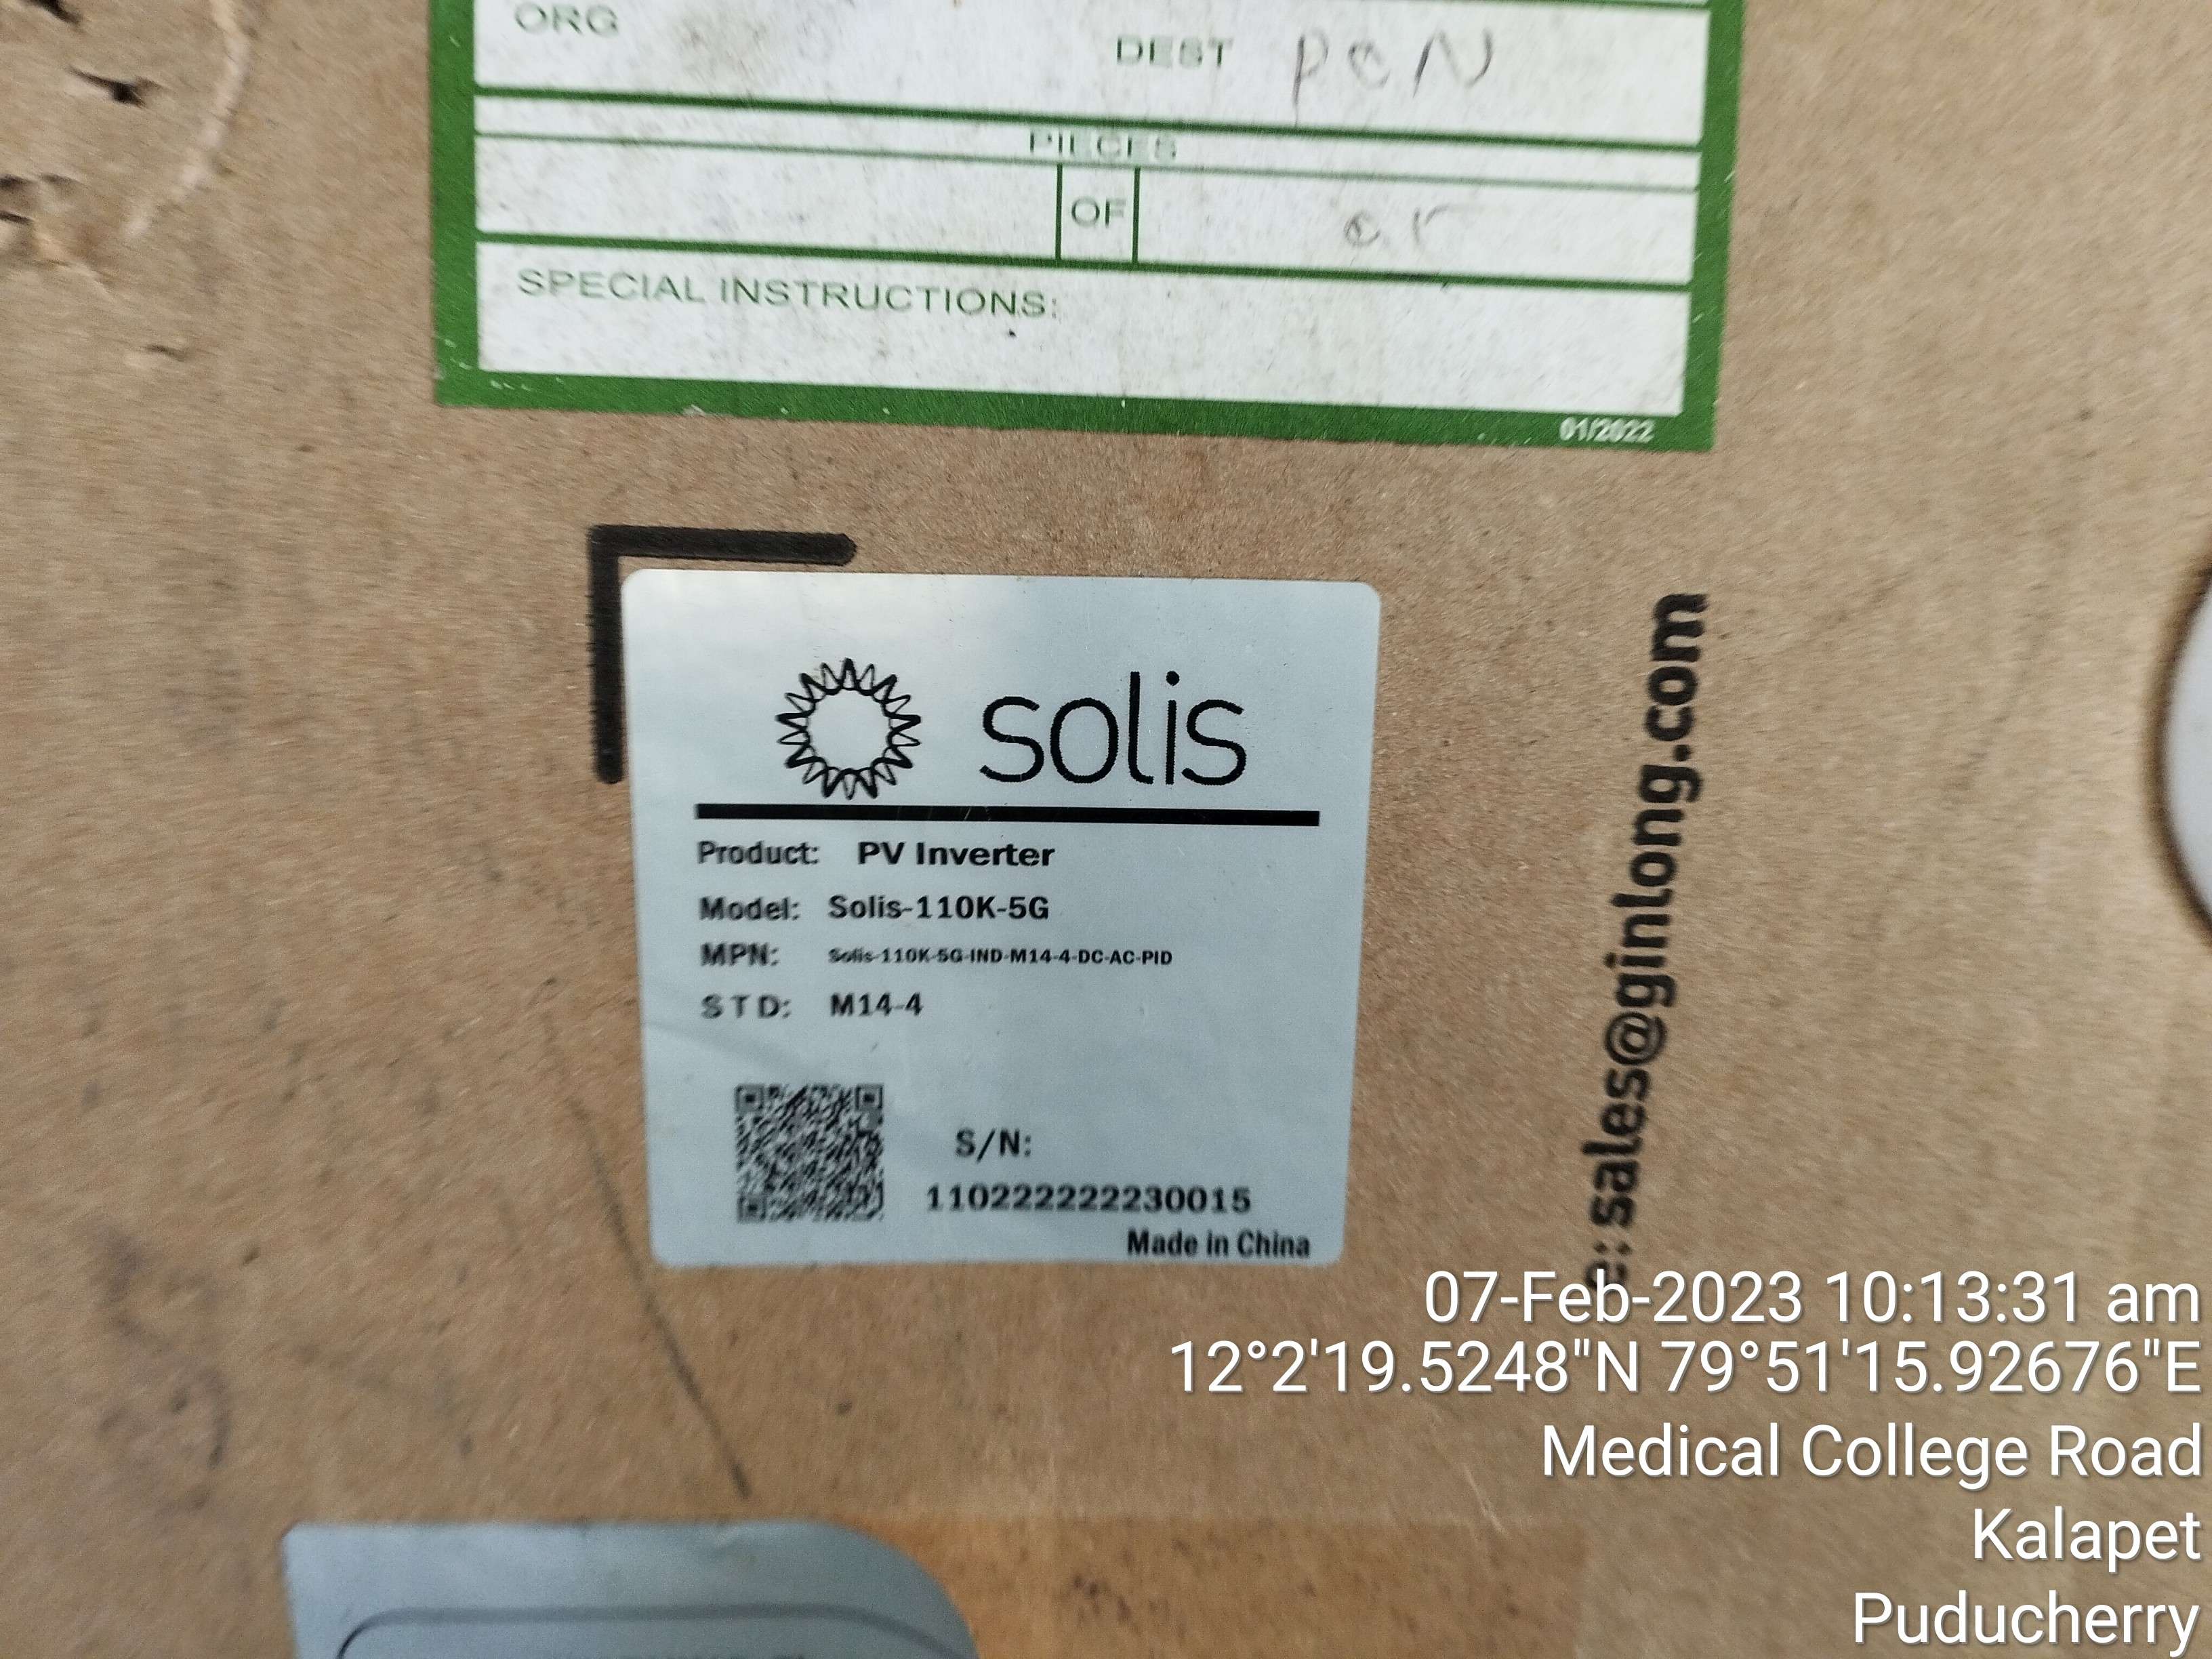 ORG
DEST PCN
PIECES
OF
SPECIAL INSTRUCTIONS:
01/2022
solis
Product: PV Inverter
Model: Solis-110K-5G
MPN: Solis-110K-5G-IND-M14-4-DC-AC-PID
STD: M14-4
S/N:
110222222230015
Made in China
e: sales@ginlong.com
07-Feb-2023 10:13:31 am
12°2'19.5248"N 79°51'15.92676"E
Medical College Road
Kalapet
Puducherry